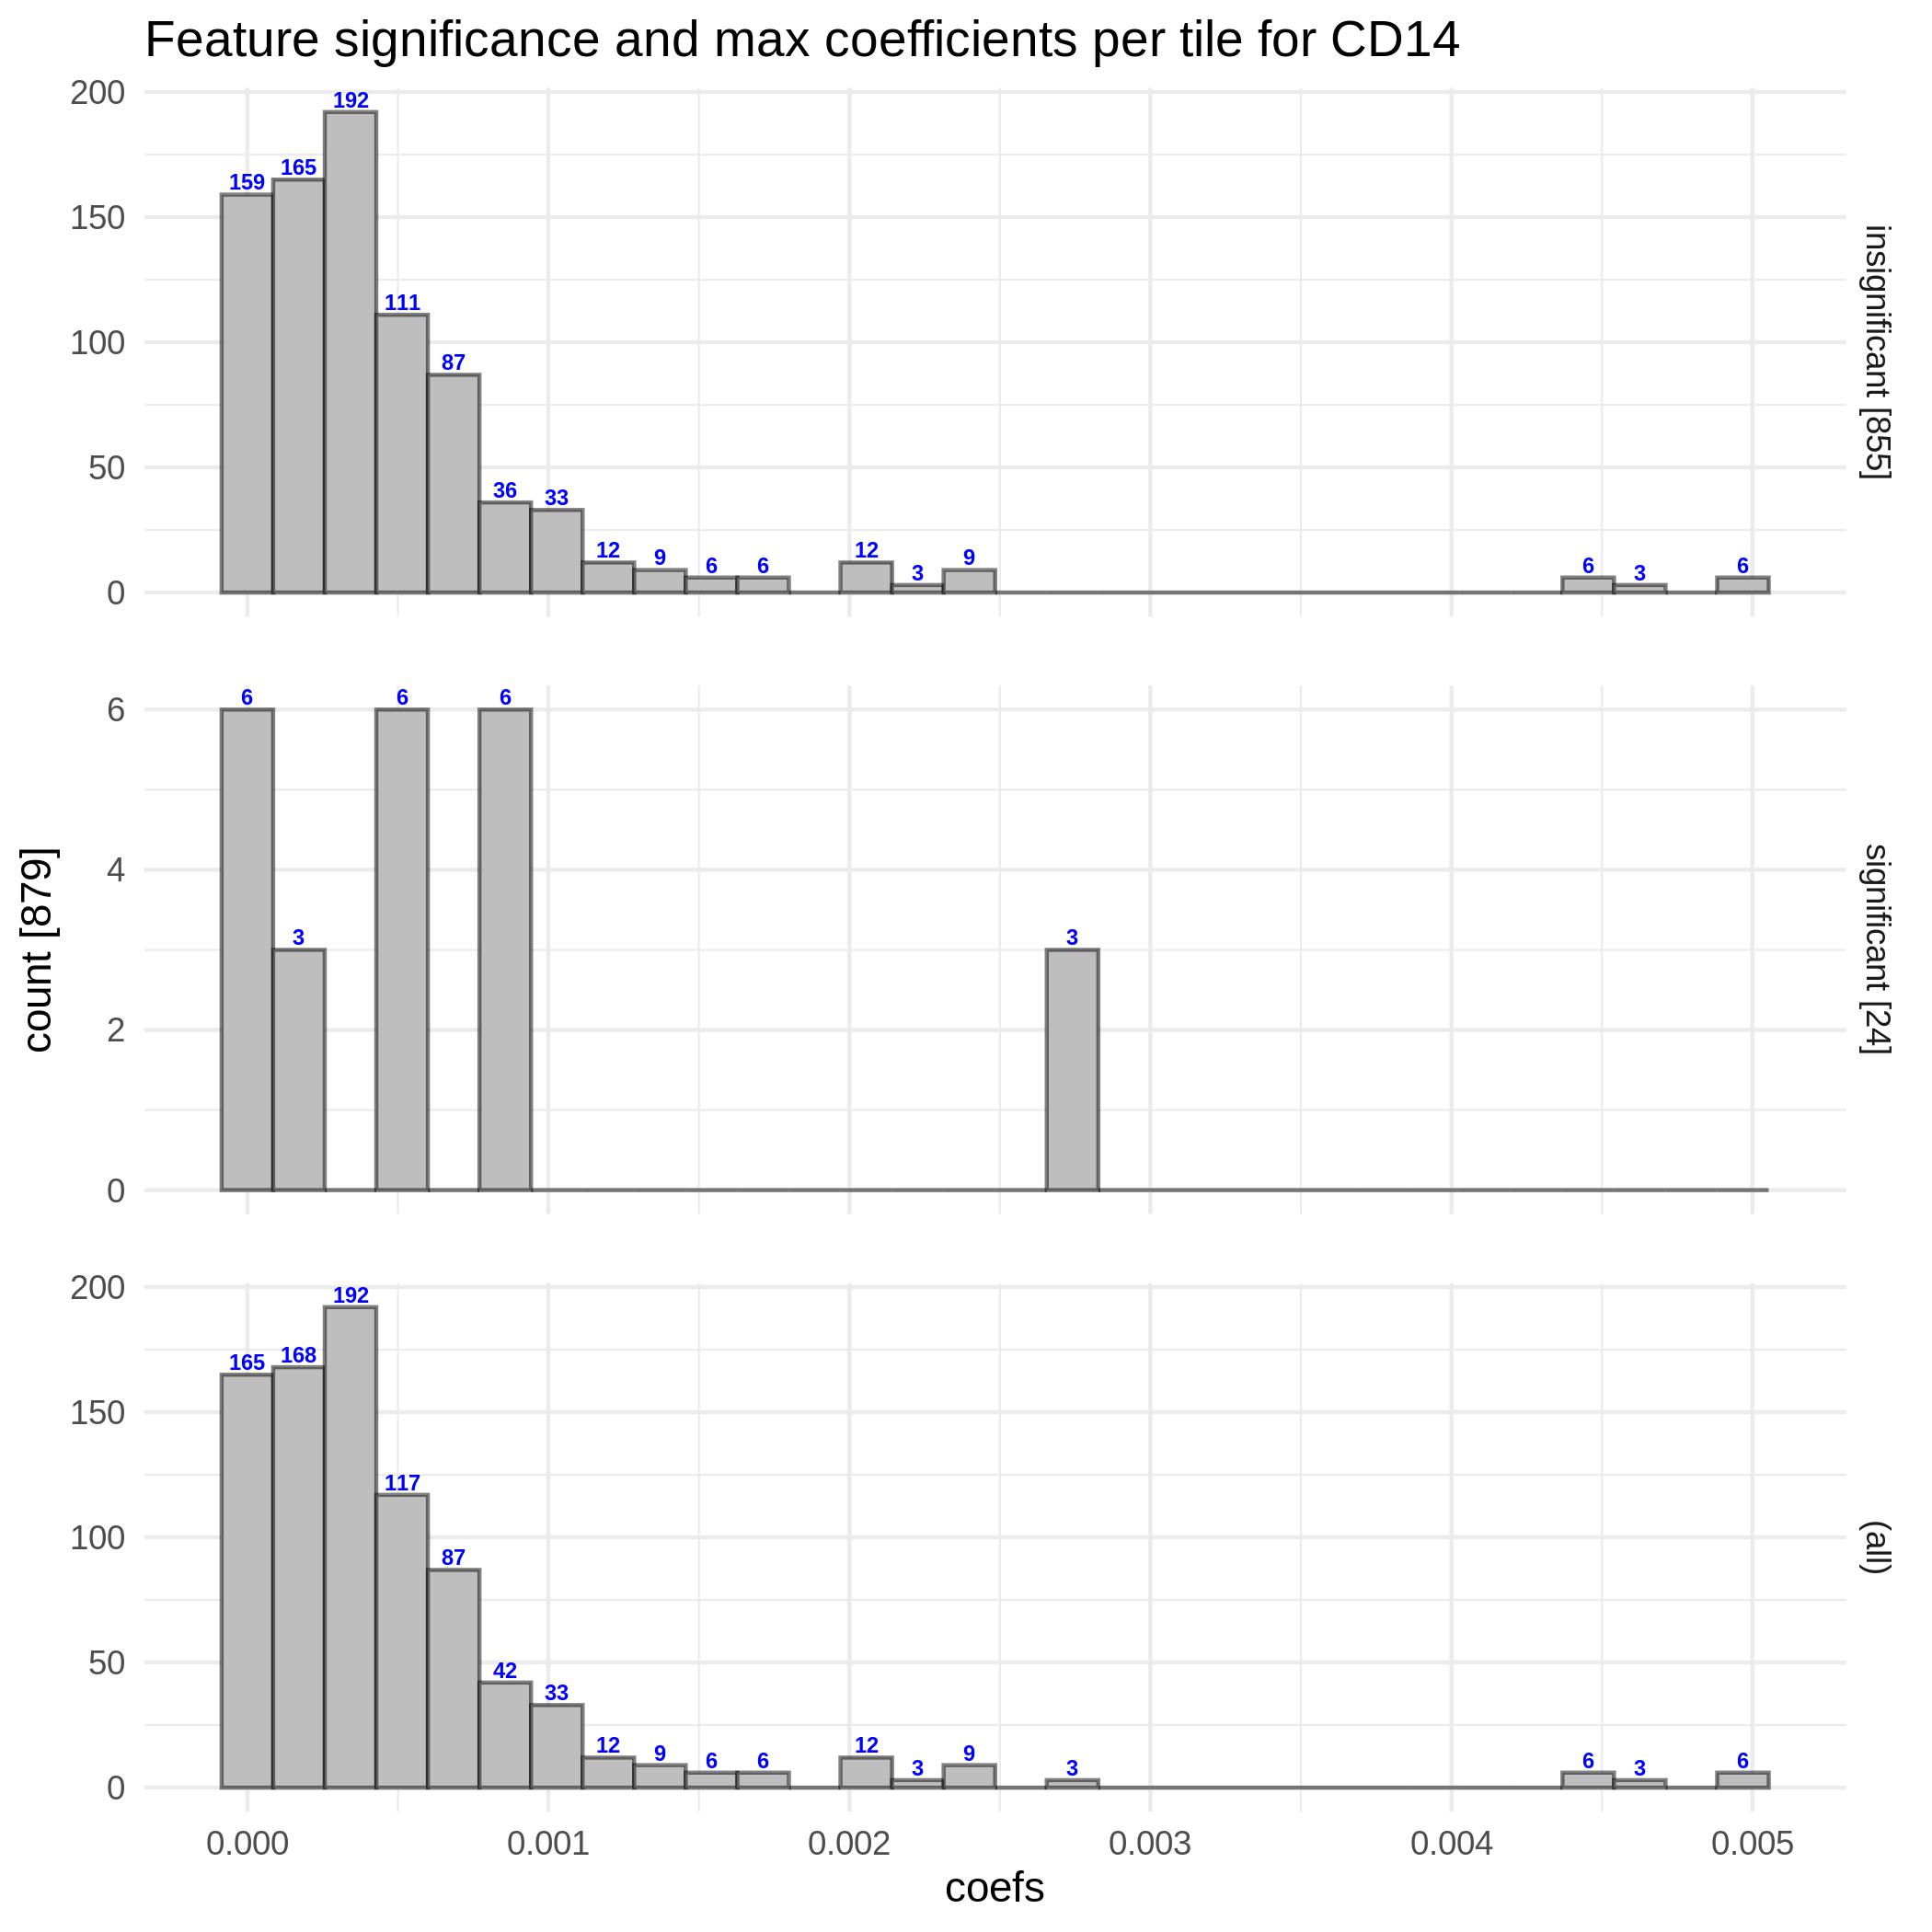 Feature significance and max coefficients per tile for CD14
count [879]
200
150
100
50
0
159 165 192 111 87 36 33 12 9 6 6 12 3 9 6 3 6
insignificant [855]
6
4
2
0
6 3 6 6 3
significant [24]
200
150
100
50
0
165 168 192 117 87 42 33 12 9 6 6 12 3 9 3 6 3 6
(all)
0.000 0.001 0.002 0.003 0.004 0.005
coefs